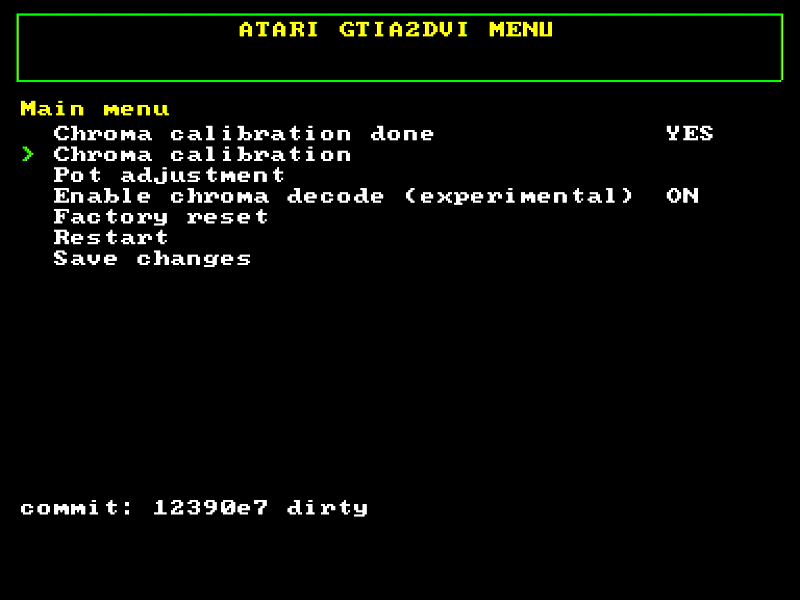 ATARI GTIA2DVI MENU
Main menu
Chroma calibration done YES
> Chroma calibration
Pot adjustment
Enable chroma decode (experimental) ON
Factory reset
Restart
Save changes
commit: 12390e7 dirty